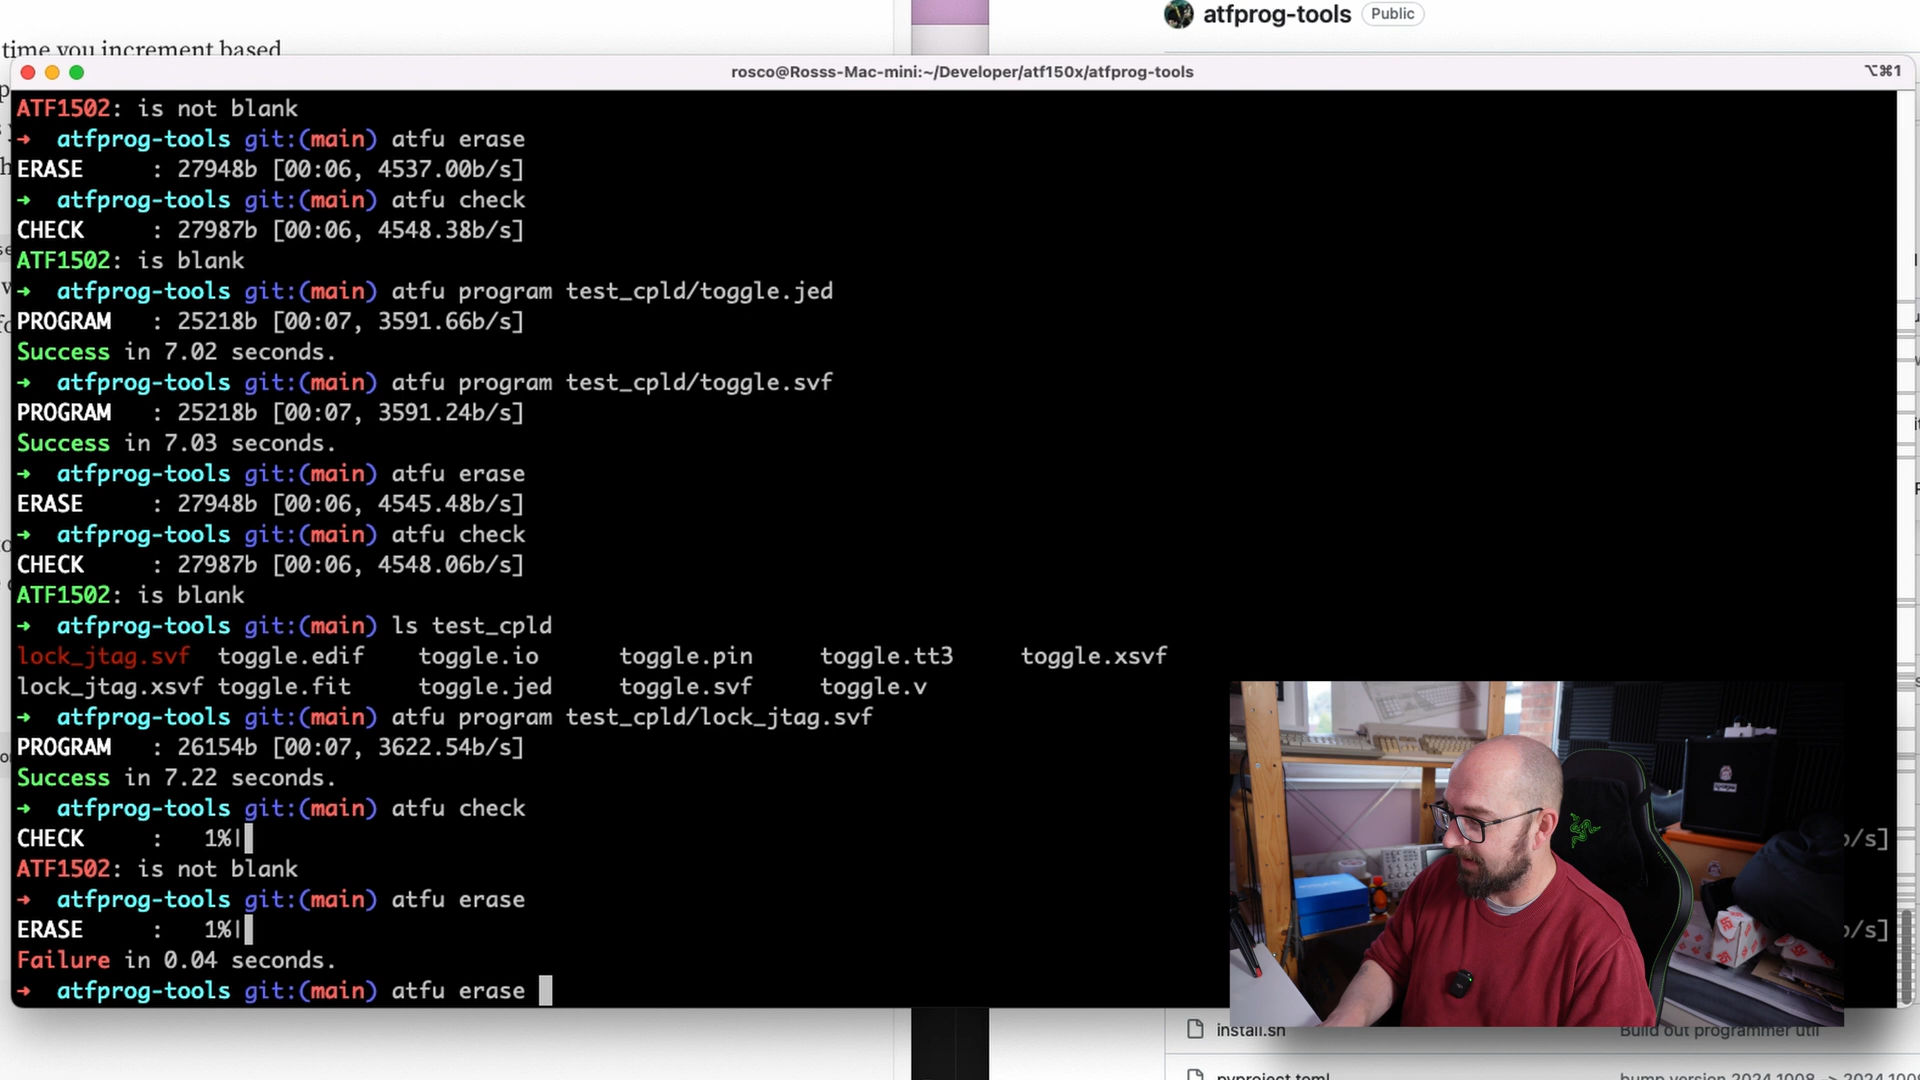 time you increment based
atfprog-tools Public
rosco@Rosss-Mac-mini:~/Developer/atf150x/atfprog-tools
⌥⌘1
ATF1502: is not blank
➜ atfprog-tools git:(main) atfu erase
ERASE : 27948b [00:06, 4537.00b/s]
➜ atfprog-tools git:(main) atfu check
CHECK : 27987b [00:06, 4548.38b/s]
ATF1502: is blank
➜ atfprog-tools git:(main) atfu program test_cpld/toggle.jed
PROGRAM : 25218b [00:07, 3591.66b/s]
Success in 7.02 seconds.
➜ atfprog-tools git:(main) atfu program test_cpld/toggle.svf
PROGRAM : 25218b [00:07, 3591.24b/s]
Success in 7.03 seconds.
➜ atfprog-tools git:(main) atfu erase
ERASE : 27948b [00:06, 4545.48b/s]
➜ atfprog-tools git:(main) atfu check
CHECK : 27987b [00:06, 4548.06b/s]
ATF1502: is blank
➜ atfprog-tools git:(main) ls test_cpld
lock_jtag.svf toggle.edif toggle.io toggle.pin toggle.tt3 toggle.xsvf
lock_jtag.xsvf toggle.fit toggle.jed toggle.svf toggle.v
➜ atfprog-tools git:(main) atfu program test_cpld/lock_jtag.svf
PROGRAM : 26154b [00:07, 3622.54b/s]
Success in 7.22 seconds.
➜ atfprog-tools git:(main) atfu check
CHECK : 1%| b/s]
ATF1502: is not blank
➜ atfprog-tools git:(main) atfu erase
ERASE : 1%| b/s]
Failure in 0.04 seconds.
➜ atfprog-tools git:(main) atfu erase
install.sh Build out programmer util
pyproject.toml bump version 2024.1008